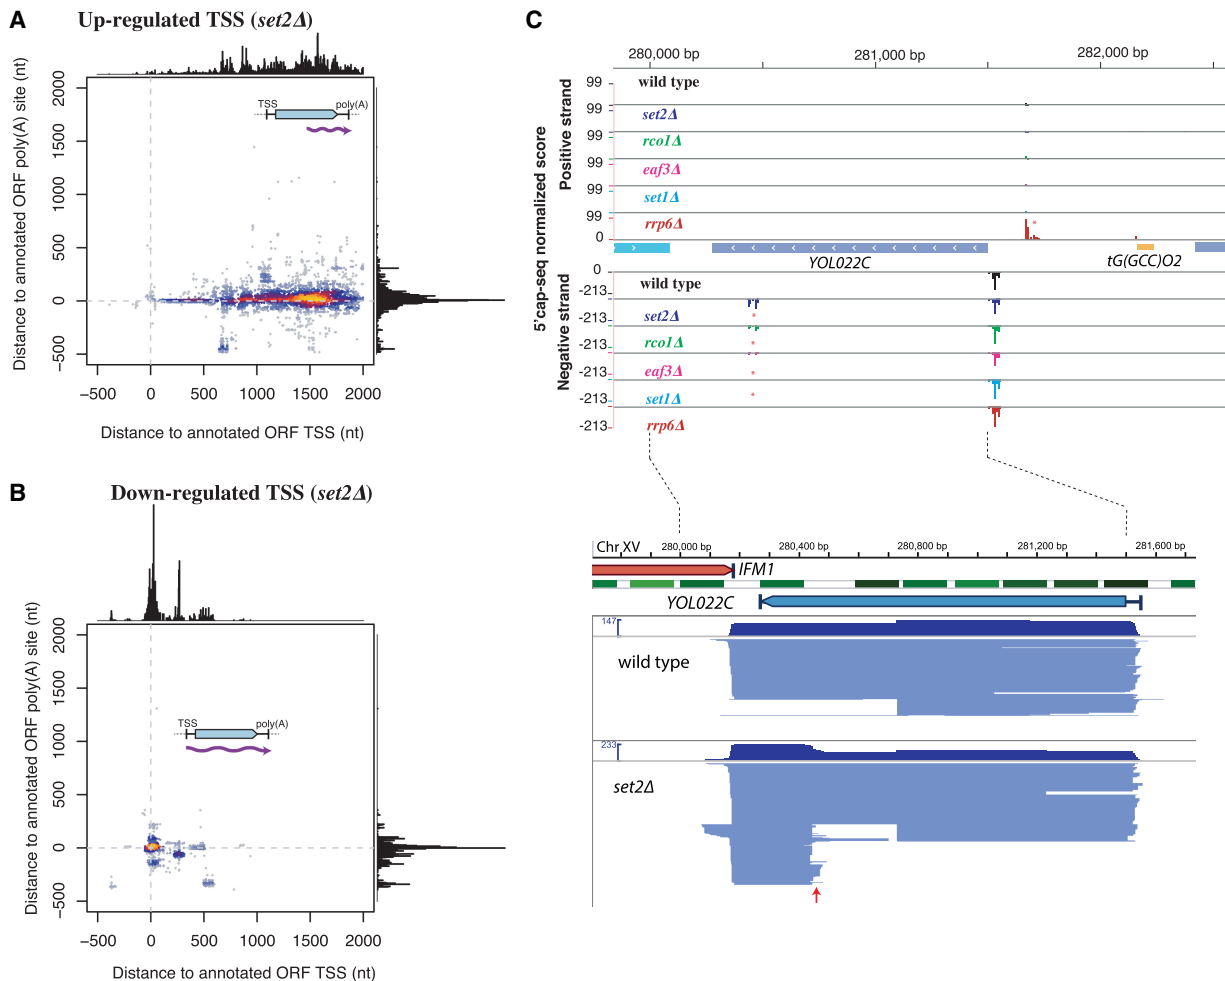 A
Up-regulated TSS (set2Δ)
Distance to annotated ORF poly(A) site (nt)
2000
1500
1000
500
0
−500
TSS
poly(A)
−500 0 500 1000 1500 2000
Distance to annotated ORF TSS (nt)
B
Down-regulated TSS (set2Δ)
Distance to annotated ORF poly(A) site (nt)
2000
1500
1000
500
0
−500
TSS
poly(A)
−500 0 500 1000 1500 2000
Distance to annotated ORF TSS (nt)
C
280,000 bp 281,000 bp 282,000 bp
5'cap-seq normalized score
Positive strand
99 wild type
99 set2Δ
99 rco1Δ
99 eaf3Δ
99 set1Δ
99 rrp6Δ
*
0
YOL022C
tG(GCC)O2
Negative strand
0
-213 wild type
-213 set2Δ *
-213 rco1Δ *
-213 eaf3Δ *
-213 set1Δ *
-213 rrp6Δ
Chr XV
280,000 bp 280,400 bp 280,800 bp 281,200 bp 281,600 bp
IFM1
YOL022C
147
wild type
233
set2Δ